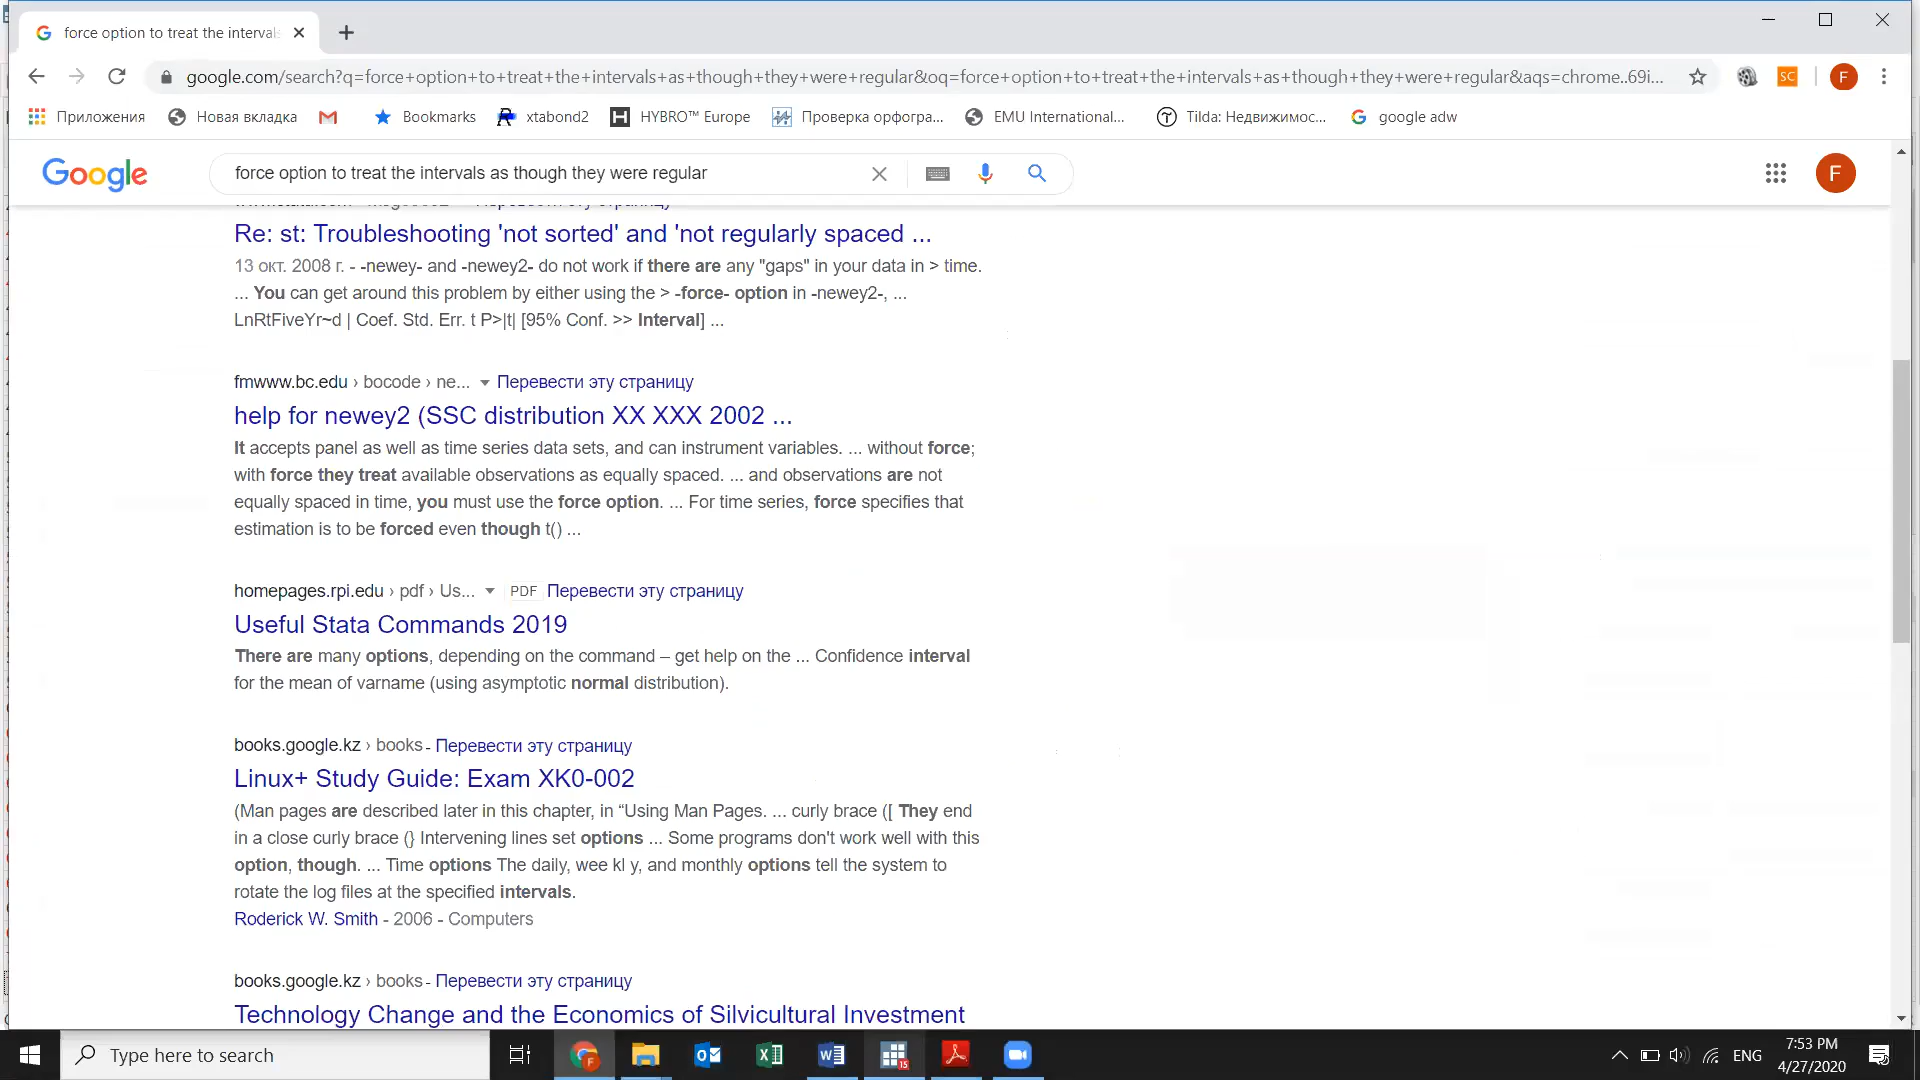 force option to treat the intervals
google.com/search?q=force+option+to+treat+the+intervals+as+though+they+were+regular&oq=force+option+to+treat+the+intervals+as+though+they+were+regular&aqs=chrome..69i...
SC
F
Приложения
Новая вкладка
Bookmarks
xtabond2
HYBRO™ Europe
Проверка орфогра...
EMU International...
Tilda: Недвижимос...
google adw
Google
force option to treat the intervals as though they were regular
F
Перевести эту страницу
Re: st: Troubleshooting 'not sorted' and 'not regularly spaced ...
13 окт. 2008 г. - -newey- and -newey2- do not work if there are any "gaps" in your data in > time.
... You can get around this problem by either using the > -force- option in -newey2-, ...
LnRtFiveYr~d | Coef. Std. Err. t P>|t| [95% Conf. >> Interval] ...
fmwww.bc.edu › bocode › ne... Перевести эту страницу
help for newey2 (SSC distribution XX XXX 2002 ...
It accepts panel as well as time series data sets, and can instrument variables. ... without force;
with force they treat available observations as equally spaced. ... and observations are not
equally spaced in time, you must use the force option. ... For time series, force specifies that
estimation is to be forced even though t() ...
homepages.rpi.edu › pdf › Us... PDF Перевести эту страницу
Useful Stata Commands 2019
There are many options, depending on the command – get help on the ... Confidence interval
for the mean of varname (using asymptotic normal distribution).
books.google.kz › books - Перевести эту страницу
Linux+ Study Guide: Exam XK0-002
(Man pages are described later in this chapter, in “Using Man Pages. ... curly brace ([ They end
in a close curly brace (} Intervening lines set options ... Some programs don't work well with this
option, though. ... Time options The daily, wee kl y, and monthly options tell the system to
rotate the log files at the specified intervals.
Roderick W. Smith - 2006 - Computers
books.google.kz › books - Перевести эту страницу
Technology Change and the Economics of Silvicultural Investment
Type here to search
15
ENG
7:53 PM
4/27/2020